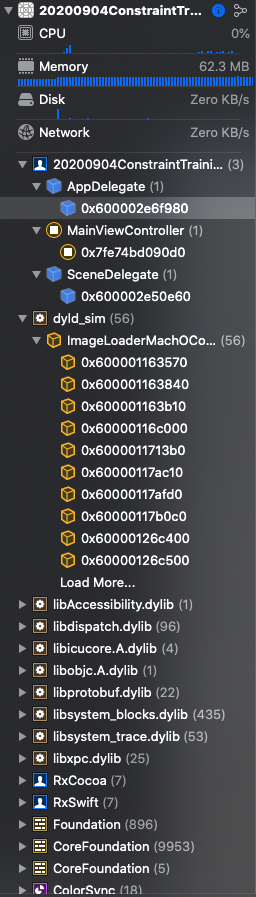 20200904ConstraintTr...
CPU 0%
Memory 62.3 MB
Disk Zero KB/s
Network Zero KB/s
20200904ConstraintTraini... (3)
AppDelegate (1)
0x600002e6f980
MainViewController (1)
0x7fe74bd090d0
SceneDelegate (1)
0x600002e50e60
dyld_sim (56)
ImageLoaderMachOCo... (56)
0x600001163570
0x600001163840
0x600001163b10
0x60000116c000
0x6000011713b0
0x60000117ac10
0x60000117afd0
0x60000117b0c0
0x60000126c400
0x60000126c500
Load More...
libAccessibility.dylib (1)
libdispatch.dylib (96)
libicucore.A.dylib (4)
libobjc.A.dylib (1)
libprotobuf.dylib (22)
libsystem_blocks.dylib (435)
libsystem_trace.dylib (53)
libxpc.dylib (25)
RxCocoa (7)
RxSwift (7)
Foundation (896)
CoreFoundation (9953)
CoreFoundation (5)
ColorSync (18)